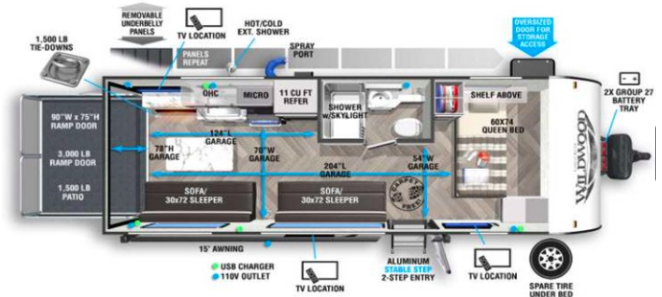 REMOVABLE
UNDERBELLY
PANELS
TV LOCATION
HOT/COLD
EXT. SHOWER
OVERSIZED
DOOR FOR
STORAGE
ACCESS
1,500 LB
TIE-DOWNS
PANELS
REPEAT
SPRAY
PORT
OHC
MICRO
11 CU FT
REFER
SHOWER
w/SKYLIGHT
SHELF ABOVE
60X74
QUEEN BED
2X GROUP 27
BATTERY
TRAY
90"W x 75"H
RAMP DOOR
3,000 LB
RAMP DOOR
1,500 LB
PATIO
124"L
GARAGE
78"H
GARAGE
70"W
GARAGE
204"L
GARAGE
54"W
GARAGE
WILDWOOD
SOFA/
30x72 SLEEPER
SOFA/
30x72 SLEEPER
CARPET
FREE
15' AWNING
USB CHARGER
110V OUTLET
TV LOCATION
ALUMINUM
STABLE STEP
2-STEP ENTRY
TV LOCATION
SPARE TIRE
UNDER BED